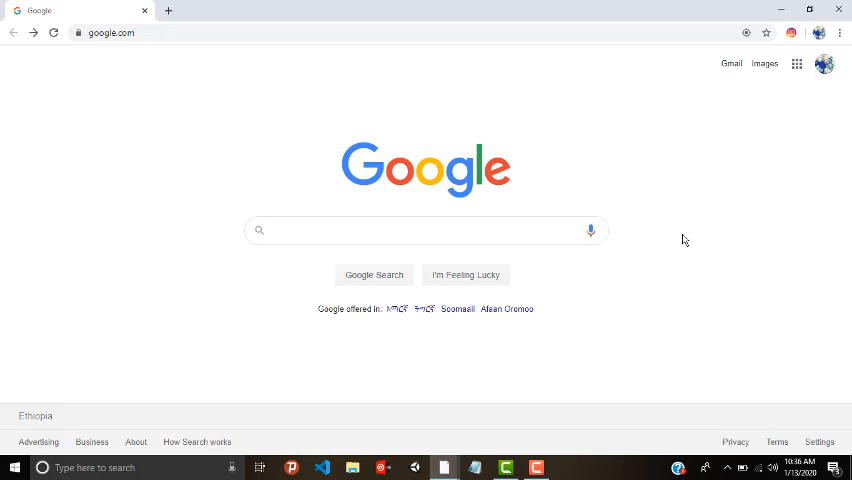 Google
google.com
Gmail Images
Google
Google Search I'm Feeling Lucky
Google offered in: አማርኛ ትግርኛ Soomaali Afaan Oromoo
Ethiopia
Advertising Business About How Search works Privacy Terms Settings
Type here to search
10:36 AM
1/13/2020
3